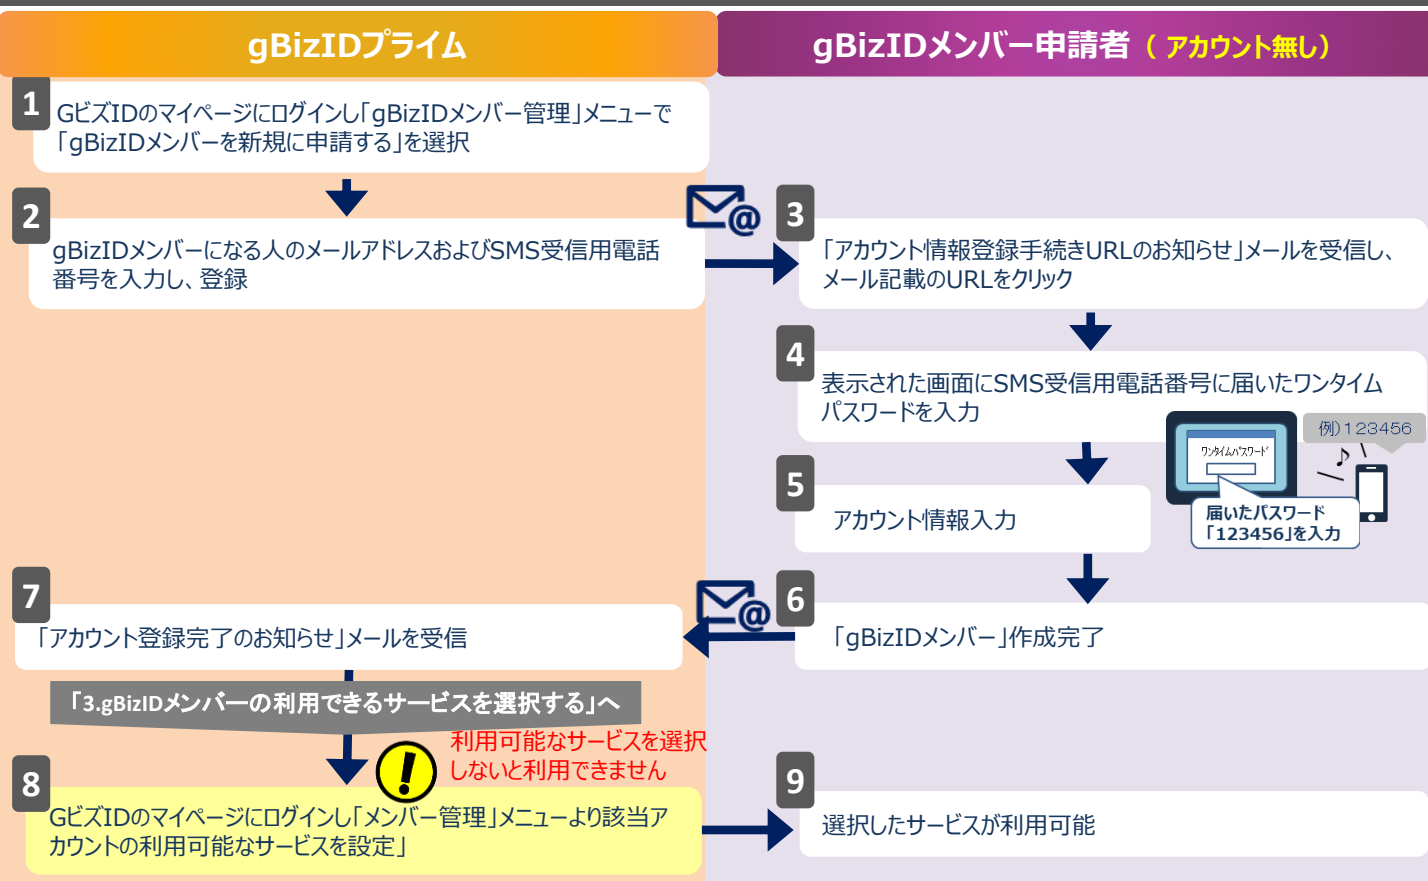 gBizIDプライム
gBizIDメンバー申請者（ アカウント無し）
1
GビズIDのマイページにログインし「gBizIDメンバー管理」メニューで
「gBizIDメンバーを新規に申請する」を選択
2
gBizIDメンバーになる人のメールアドレスおよびSMS受信用電話
番号を入力し、登録
@
3
「アカウント情報登録手続きURLのお知らせ」メールを受信し、
メール記載のURLをクリック
4
表示された画面にSMS受信用電話番号に届いたワンタイム
パスワードを入力
例）123456
ワンタイムパスワード
届いたパスワード
「123456」を入力
5
アカウント情報入力
6
「gBizIDメンバー」作成完了
@
7
「アカウント登録完了のお知らせ」メールを受信
「3.gBizIDメンバーの利用できるサービスを選択する」へ
!
利用可能なサービスを選択
しないと利用できません
8
GビズIDのマイページにログインし「メンバー管理」メニューより該当ア
カウントの利用可能なサービスを設定」
9
選択したサービスが利用可能